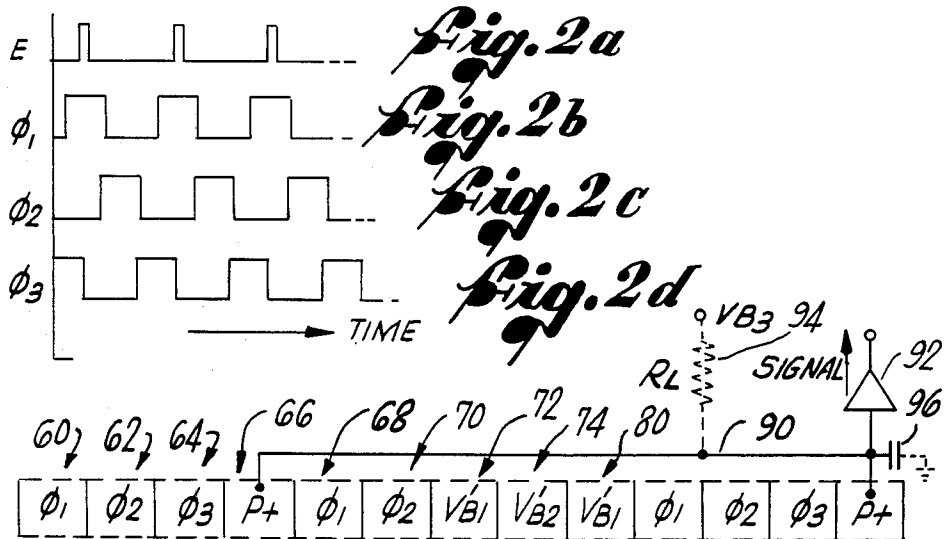 E Fig. 2a
ϕ1 Fig. 2b
ϕ2 Fig. 2c
ϕ3 Fig. 2d
TIME
VB3 94
RL SIGNAL 92
96
60 62 64 66 68 70 72 74 80 90
ϕ1 ϕ2 ϕ3 P+ ϕ1 ϕ2 V'B1 V'B2 V'B1 ϕ1 ϕ2 ϕ3 P+